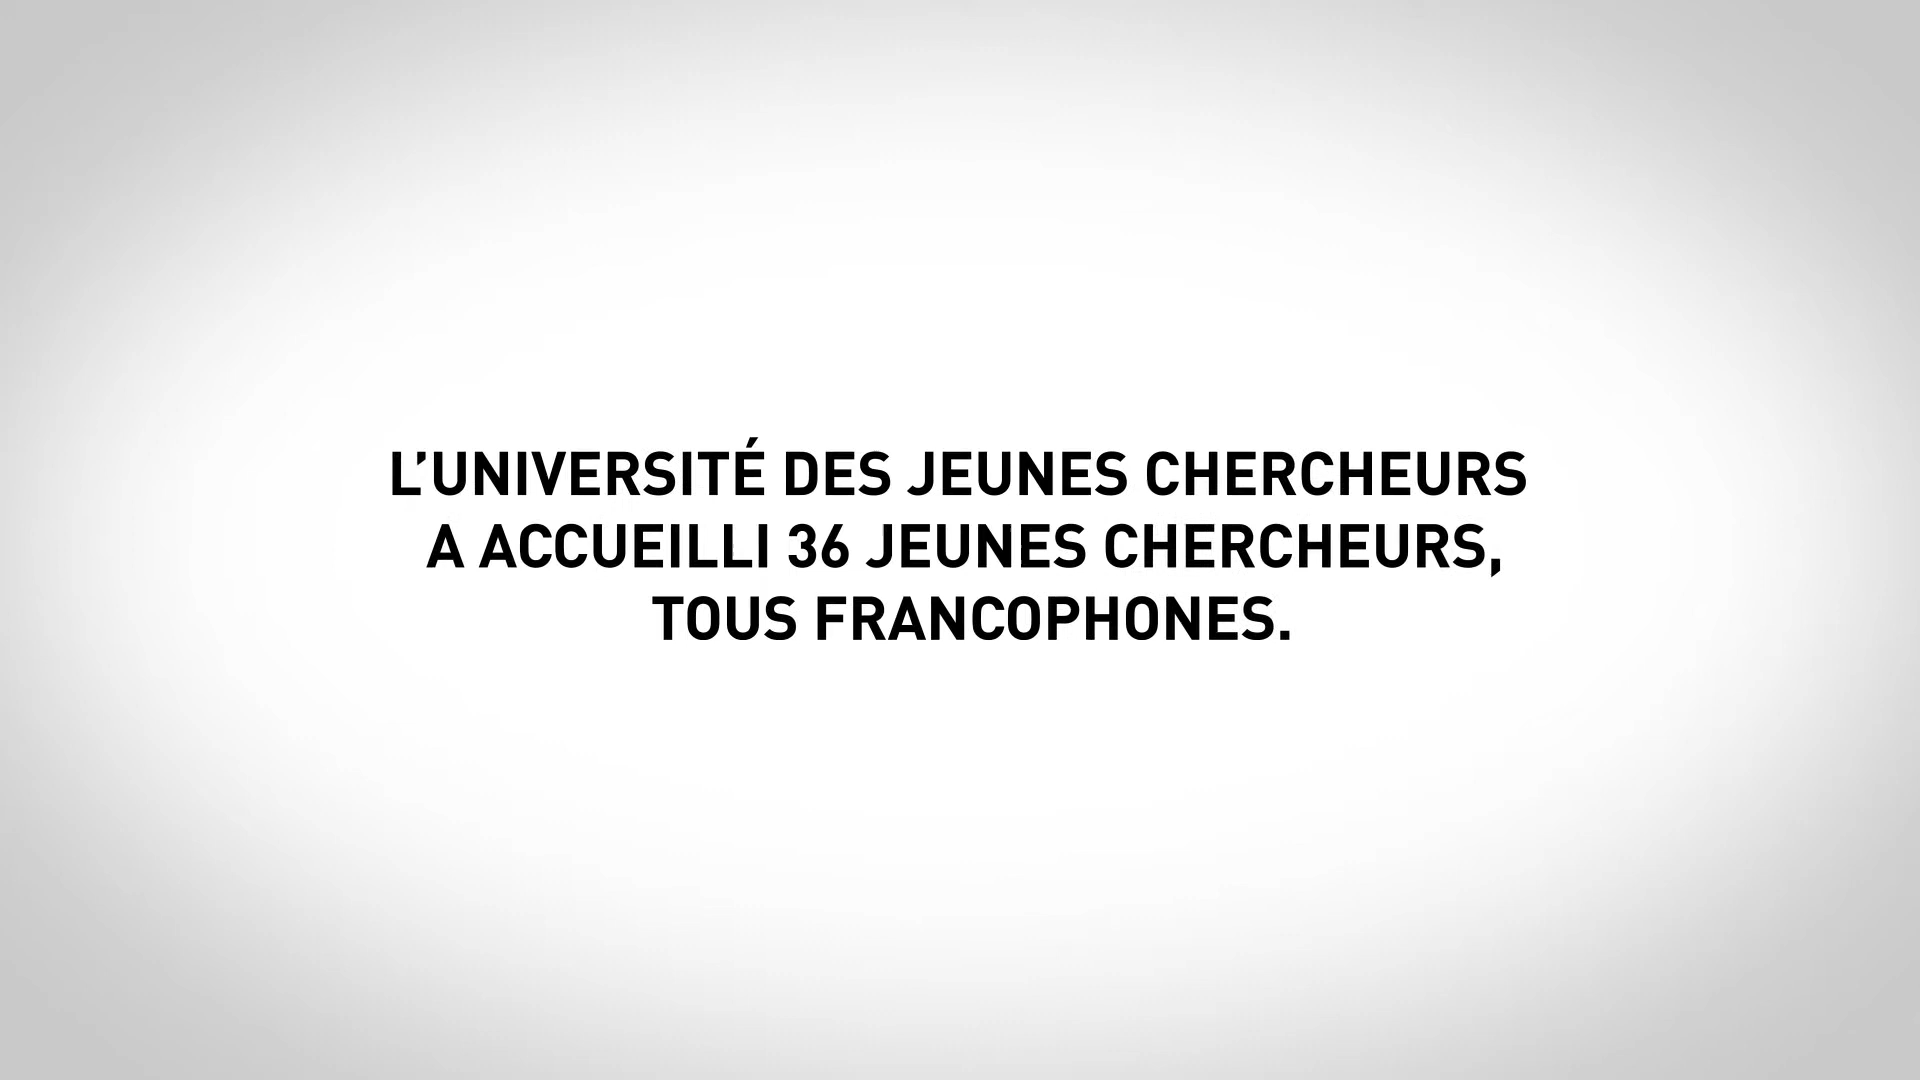 L’UNIVERSITÉ DES JEUNES CHERCHEURS
A ACCUEILLI 36 JEUNES CHERCHEURS,
TOUS FRANCOPHONES.